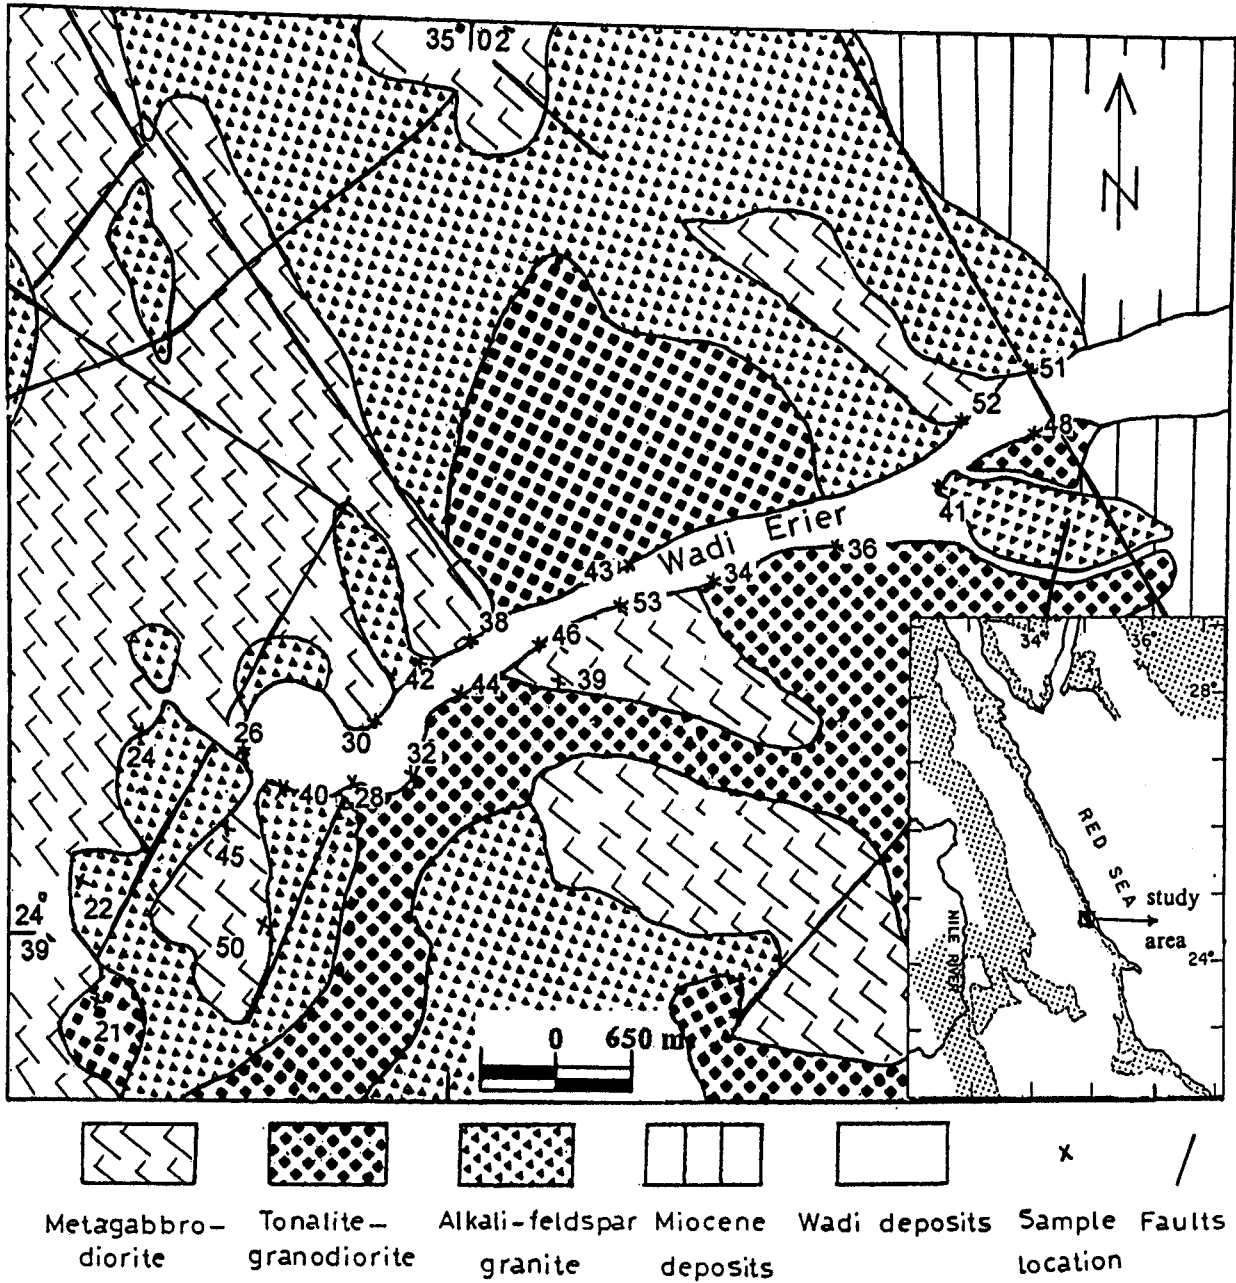 35° 02'
N
51
52
48
41
Wadi Erier
36
43
34
53
38
46
42
44
39
26
30
24
32
40
28
45
22
24°
39'
50
21
0 650 m
34°
36°
28°
RED SEA
study
area
NILE RIVER
24°
Metagabbro-
diorite
Tonalite-
granodiorite
Alkali-feldspar
granite
Miocene
deposits
Wadi deposits
Sample
location
Faults